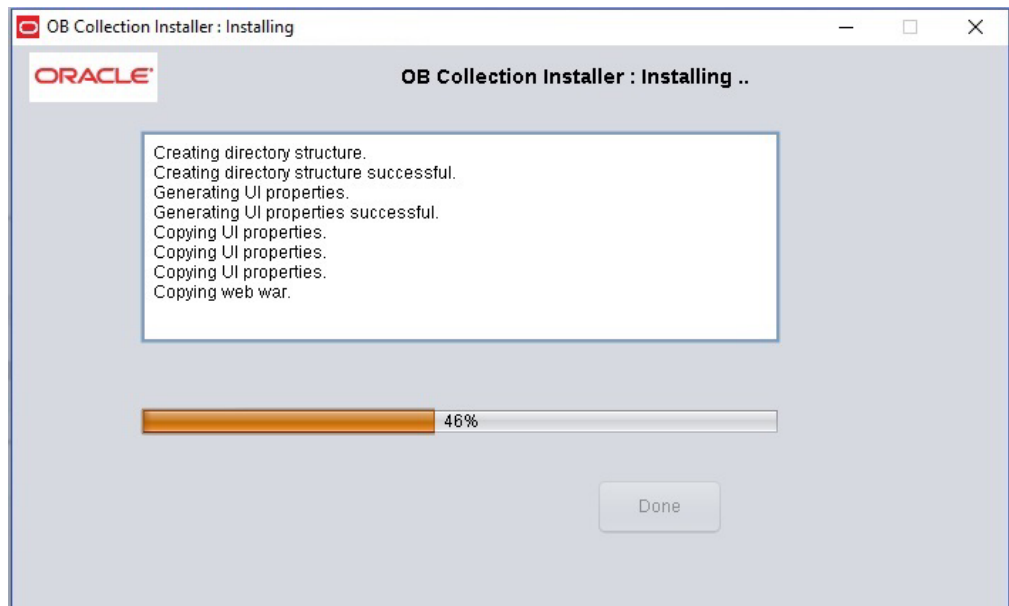 OB Collection Installer : Installing
ORACLE
OB Collection Installer : Installing ..
Creating directory structure.
Creating directory structure successful.
Generating UI properties.
Generating UI properties successful.
Copying UI properties.
Copying UI properties.
Copying UI properties.
Copying web war.
46%
Done